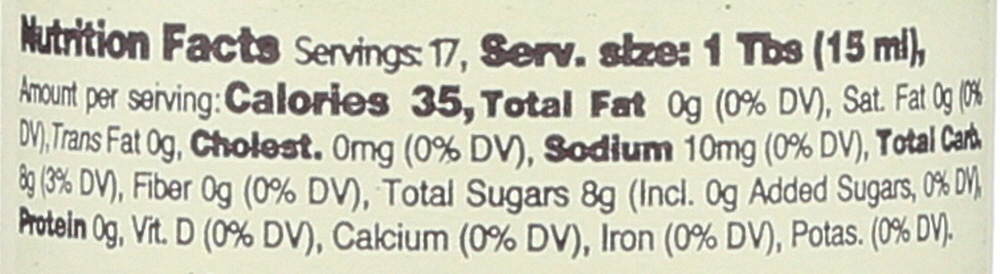 Nutrition Facts Servings: 17, Serv. size: 1 Tbs (15 ml),
Amount per serving: Calories 35, Total Fat 0g (0% DV), Sat. Fat 0g (0%
DV), Trans Fat 0g, Cholest. 0mg (0% DV), Sodium 10mg (0% DV), Total Carb.
8g (3% DV), Fiber 0g (0% DV), Total Sugars 8g (Incl. 0g Added Sugars, 0% DV),
Protein 0g, Vit. D (0% DV), Calcium (0% DV), Iron (0% DV), Potas. (0% DV).